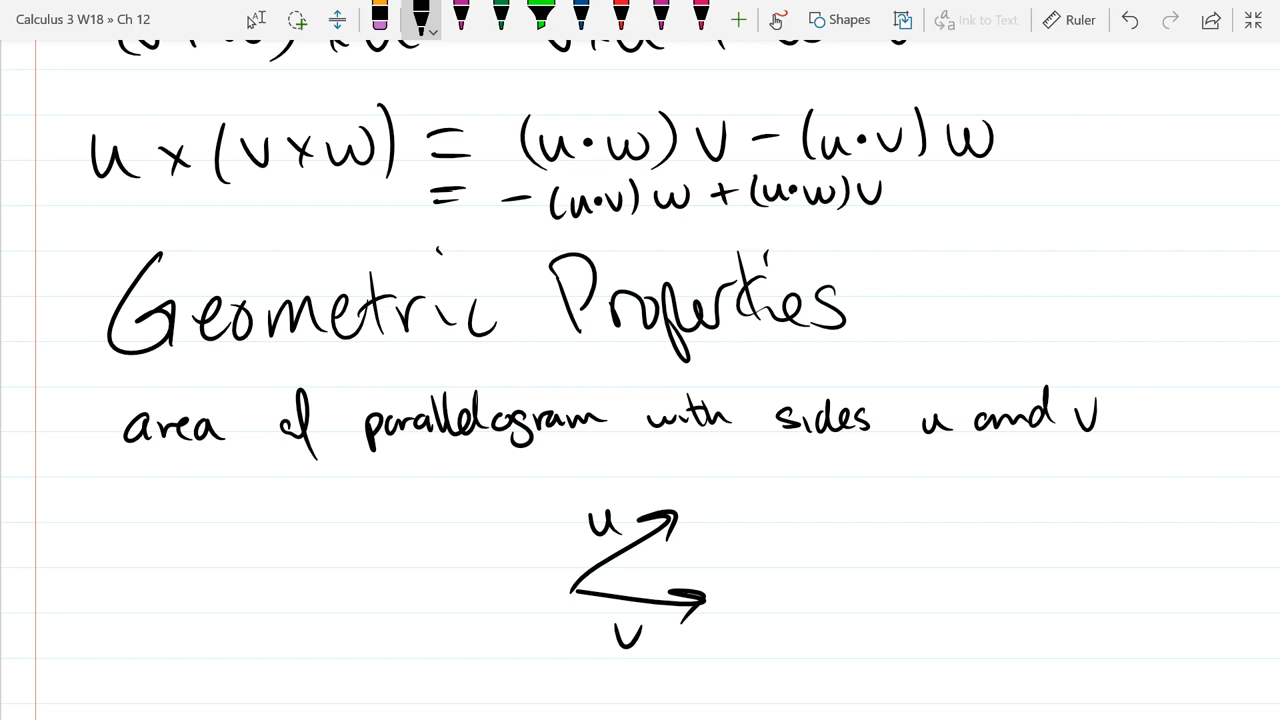 Calculus 3 W18 » Ch 12
Shapes
Ink to Text
Ruler
u × (v × w) = (u · w) v − (u · v) w
= − (u · v) w + (u · w) v
Geometric Properties
area of parallelogram with sides u and v
u
v